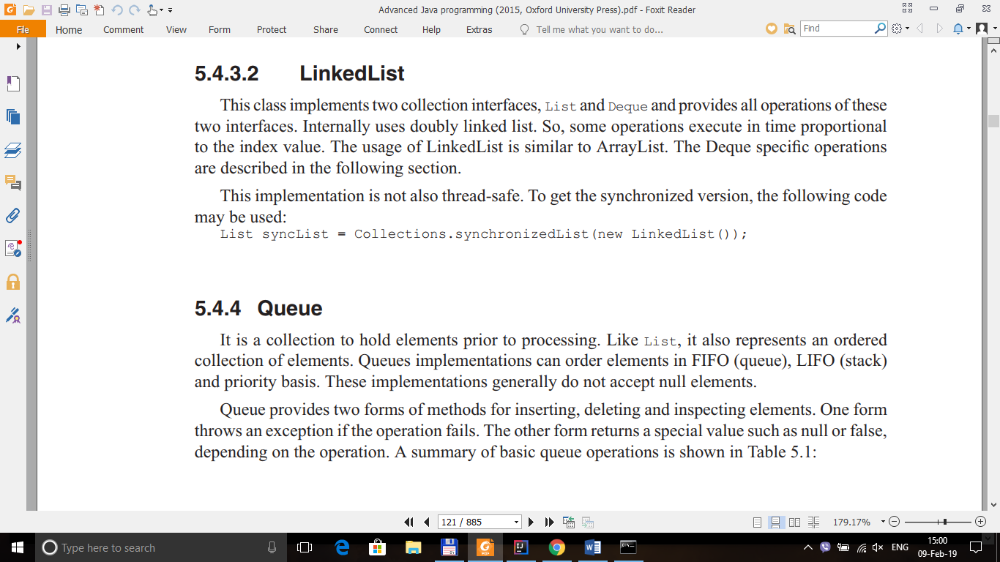 Advanced Java programming (2015, Oxford University Press).pdf - Foxit Reader
File Home Comment View Form Protect Share Connect Help Extras Tell me what you want to do... Find
5.4.3.2 LinkedList
This class implements two collection interfaces, List and Deque and provides all operations of these
two interfaces. Internally uses doubly linked list. So, some operations execute in time proportional
to the index value. The usage of LinkedList is similar to ArrayList. The Deque specific operations
are described in the following section.
This implementation is not also thread-safe. To get the synchronized version, the following code
may be used:
List syncList = Collections.synchronizedList(new LinkedList());
5.4.4 Queue
It is a collection to hold elements prior to processing. Like List, it also represents an ordered
collection of elements. Queues implementations can order elements in FIFO (queue), LIFO (stack)
and priority basis. These implementations generally do not accept null elements.
Queue provides two forms of methods for inserting, deleting and inspecting elements. One form
throws an exception if the operation fails. The other form returns a special value such as null or false,
depending on the operation. A summary of basic queue operations is shown in Table 5.1:
121 / 885 179.17%
Type here to search PDF IJ ENG 15:00
09-Feb-19